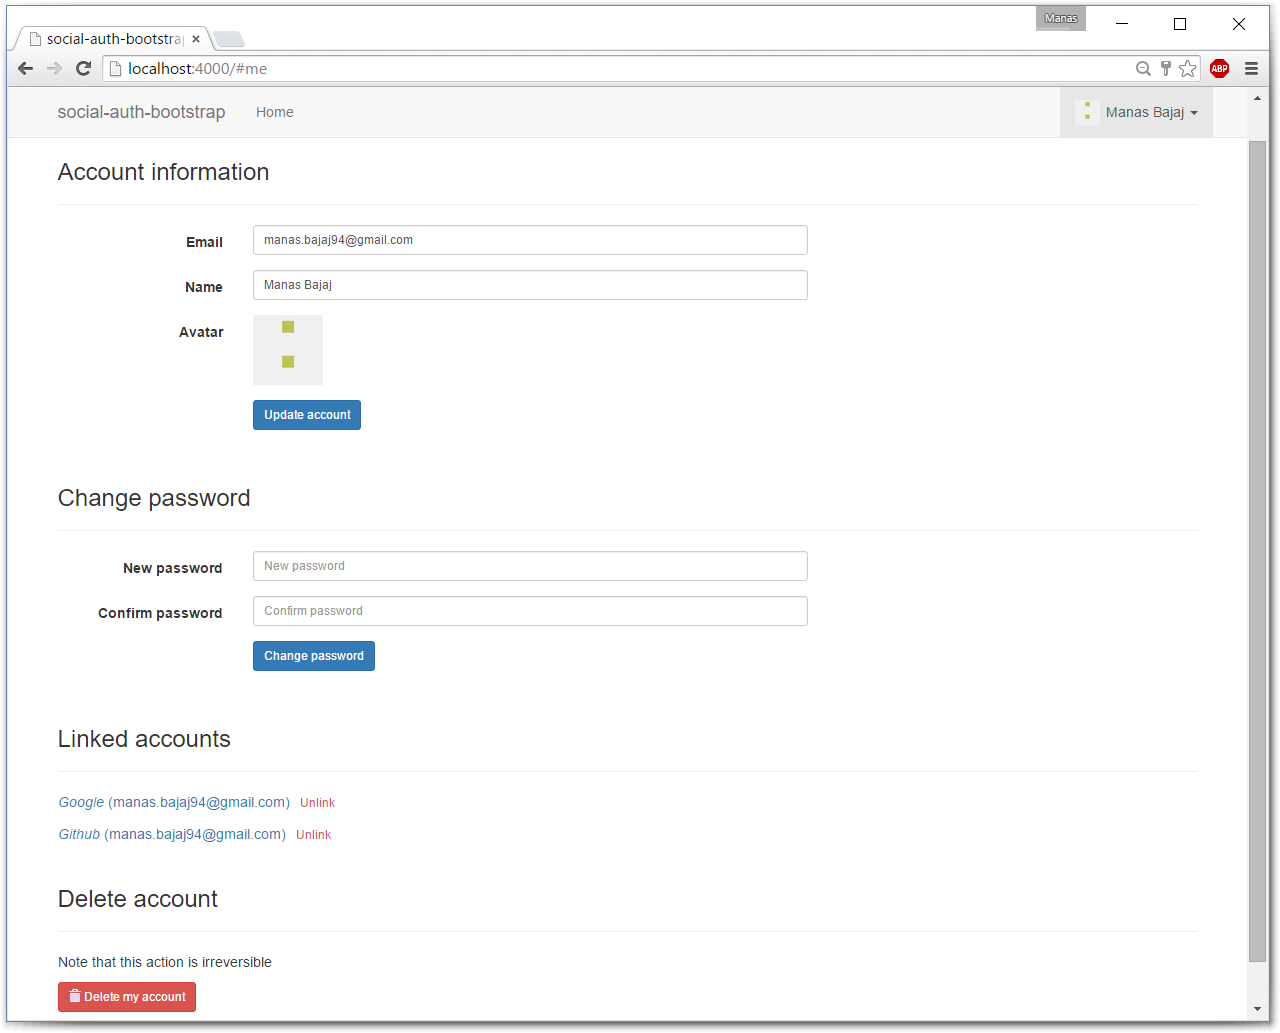 Manas
social-auth-bootstra
localhost:4000/#me
ABP
social-auth-bootstrap Home Manas Bajaj
Account information
Email manas.bajaj94@gmail.com
Name Manas Bajaj
Avatar
Update account
Change password
New password New password
Confirm password Confirm password
Change password
Linked accounts
Google (manas.bajaj94@gmail.com) Unlink
Github (manas.bajaj94@gmail.com) Unlink
Delete account
Note that this action is irreversible
Delete my account